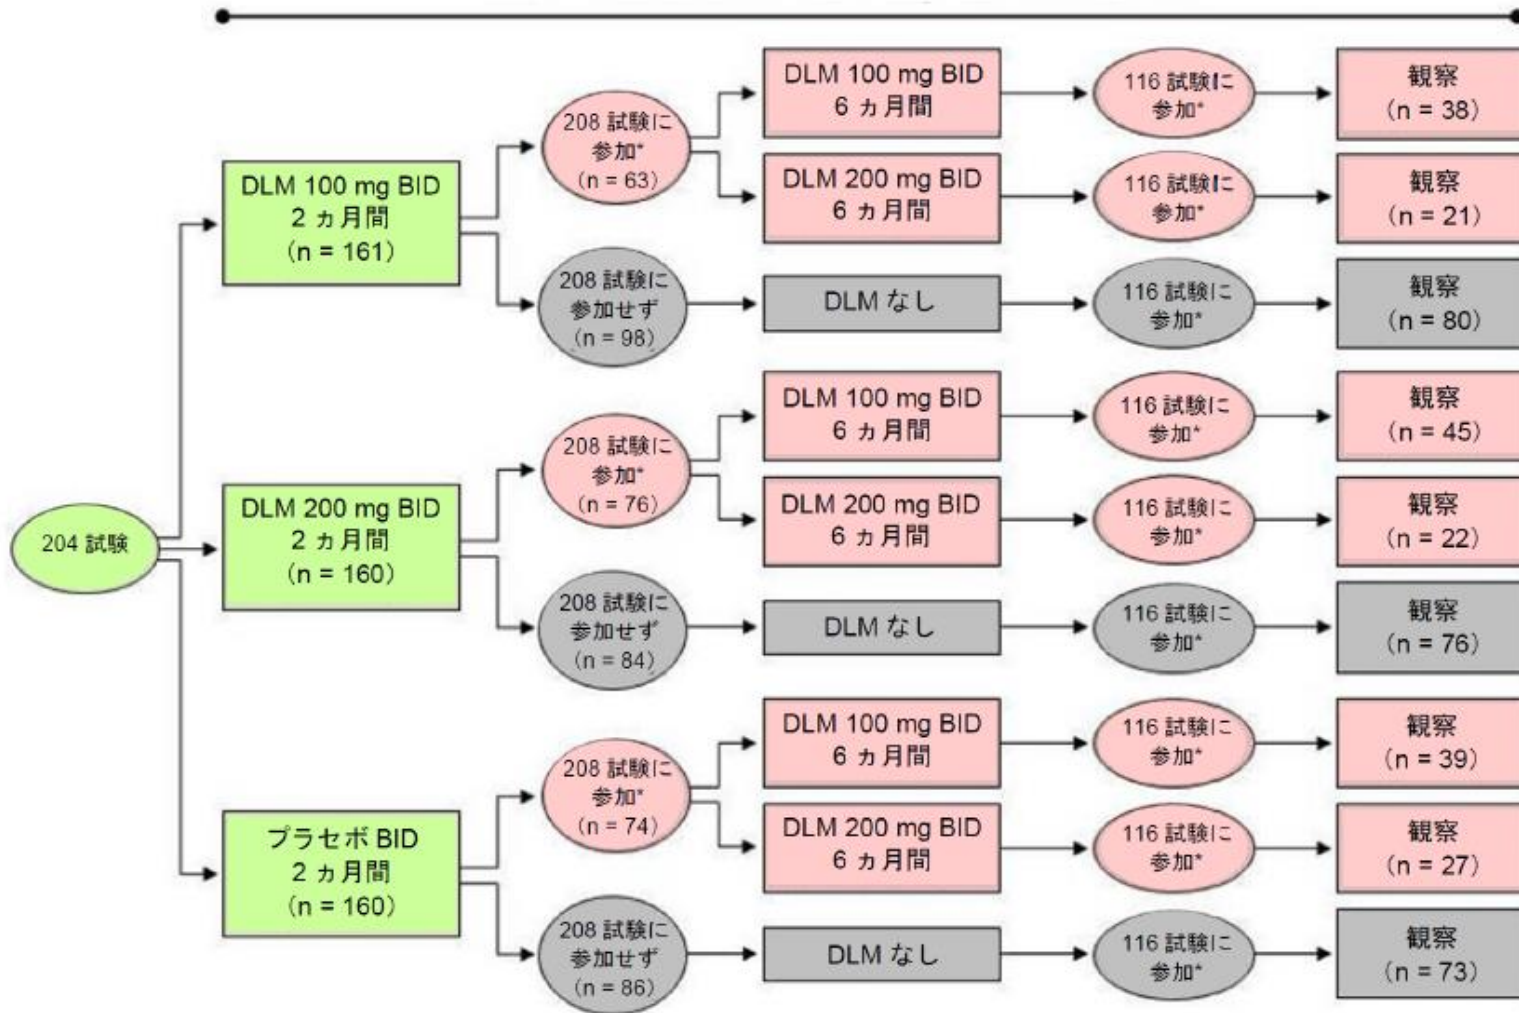 204 試験
DLM 100 mg BID
2 ヵ月間
(n = 161)
208 試験に
参加*
(n = 63)
DLM 100 mg BID
6 ヵ月間
116 試験に
参加*
観察
(n = 38)
DLM 200 mg BID
6 ヵ月間
116 試験に
参加*
観察
(n = 21)
208 試験に
参加せず
(n = 98)
DLM なし
116 試験に
参加*
観察
(n = 80)
DLM 200 mg BID
2 ヵ月間
(n = 160)
208 試験に
参加*
(n = 76)
DLM 100 mg BID
6 ヵ月間
116 試験に
参加*
観察
(n = 45)
DLM 200 mg BID
6 ヵ月間
116 試験に
参加*
観察
(n = 22)
208 試験に
参加せず
(n = 84)
DLM なし
116 試験に
参加*
観察
(n = 76)
プラセボ BID
2 ヵ月間
(n = 160)
208 試験に
参加*
(n = 74)
DLM 100 mg BID
6 ヵ月間
116 試験に
参加*
観察
(n = 39)
DLM 200 mg BID
6 ヵ月間
116 試験に
参加*
観察
(n = 27)
208 試験に
参加せず
(n = 86)
DLM なし
116 試験に
参加*
観察
(n = 73)